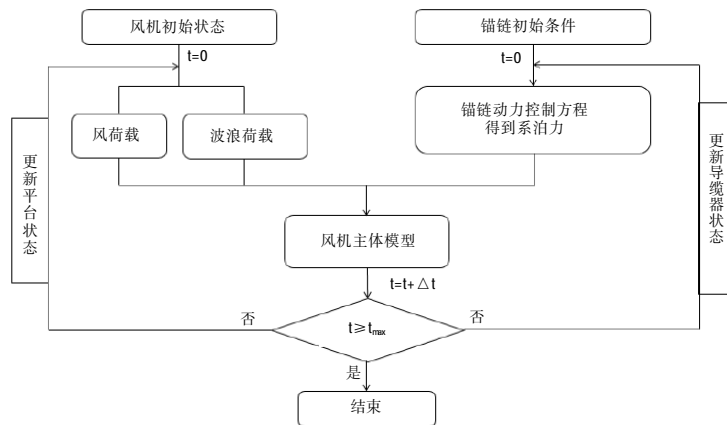 风机初始状态
锚链初始条件
t=0
t=0
风荷载
波浪荷载
锚链动力控制方程
得到系泊力
更新平台状态
更新导缆器状态
风机主体模型
t=t+△t
否
t≥tmax
否
是
结束